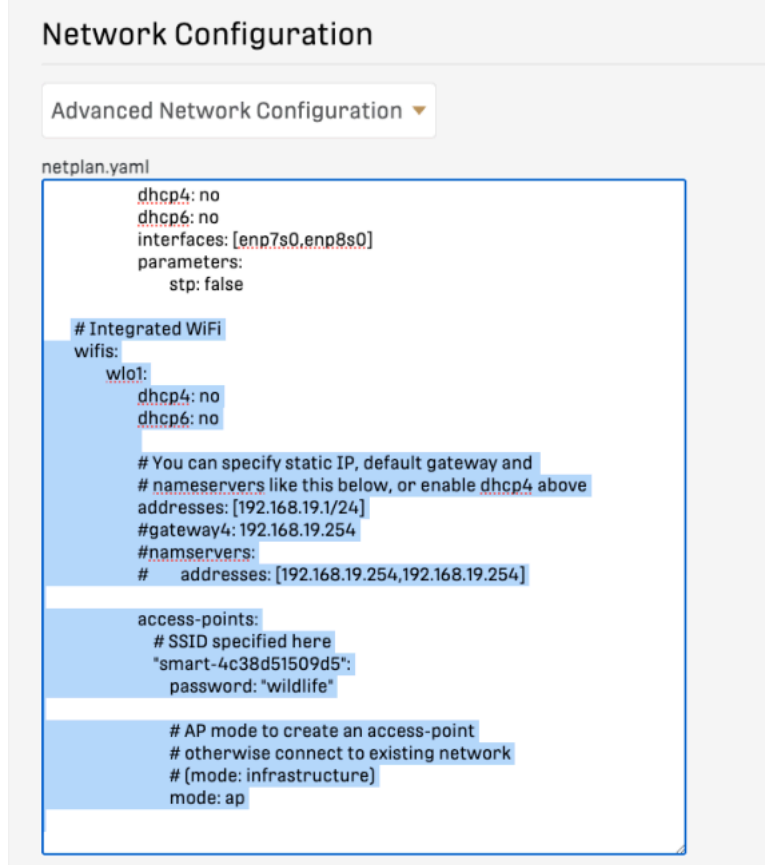 Network Configuration
Advanced Network Configuration
netplan.yaml
dhcp4: no
dhcp6: no
interfaces: [enp7s0,enp8s0]
parameters:
stp: false
# Integrated WiFi
wifis:
wlo1:
dhcp4: no
dhcp6: no
# You can specify static IP, default gateway and
# nameservers like this below, or enable dhcp4 above
addresses: [192.168.19.1/24]
#gateway4: 192.168.19.254
#namservers:
# addresses: [192.168.19.254,192.168.19.254]
access-points:
# SSID specified here
"smart-4c38d51509d5":
password: "wildlife"
# AP mode to create an access-point
# otherwise connect to existing network
# (mode: infrastructure)
mode: ap